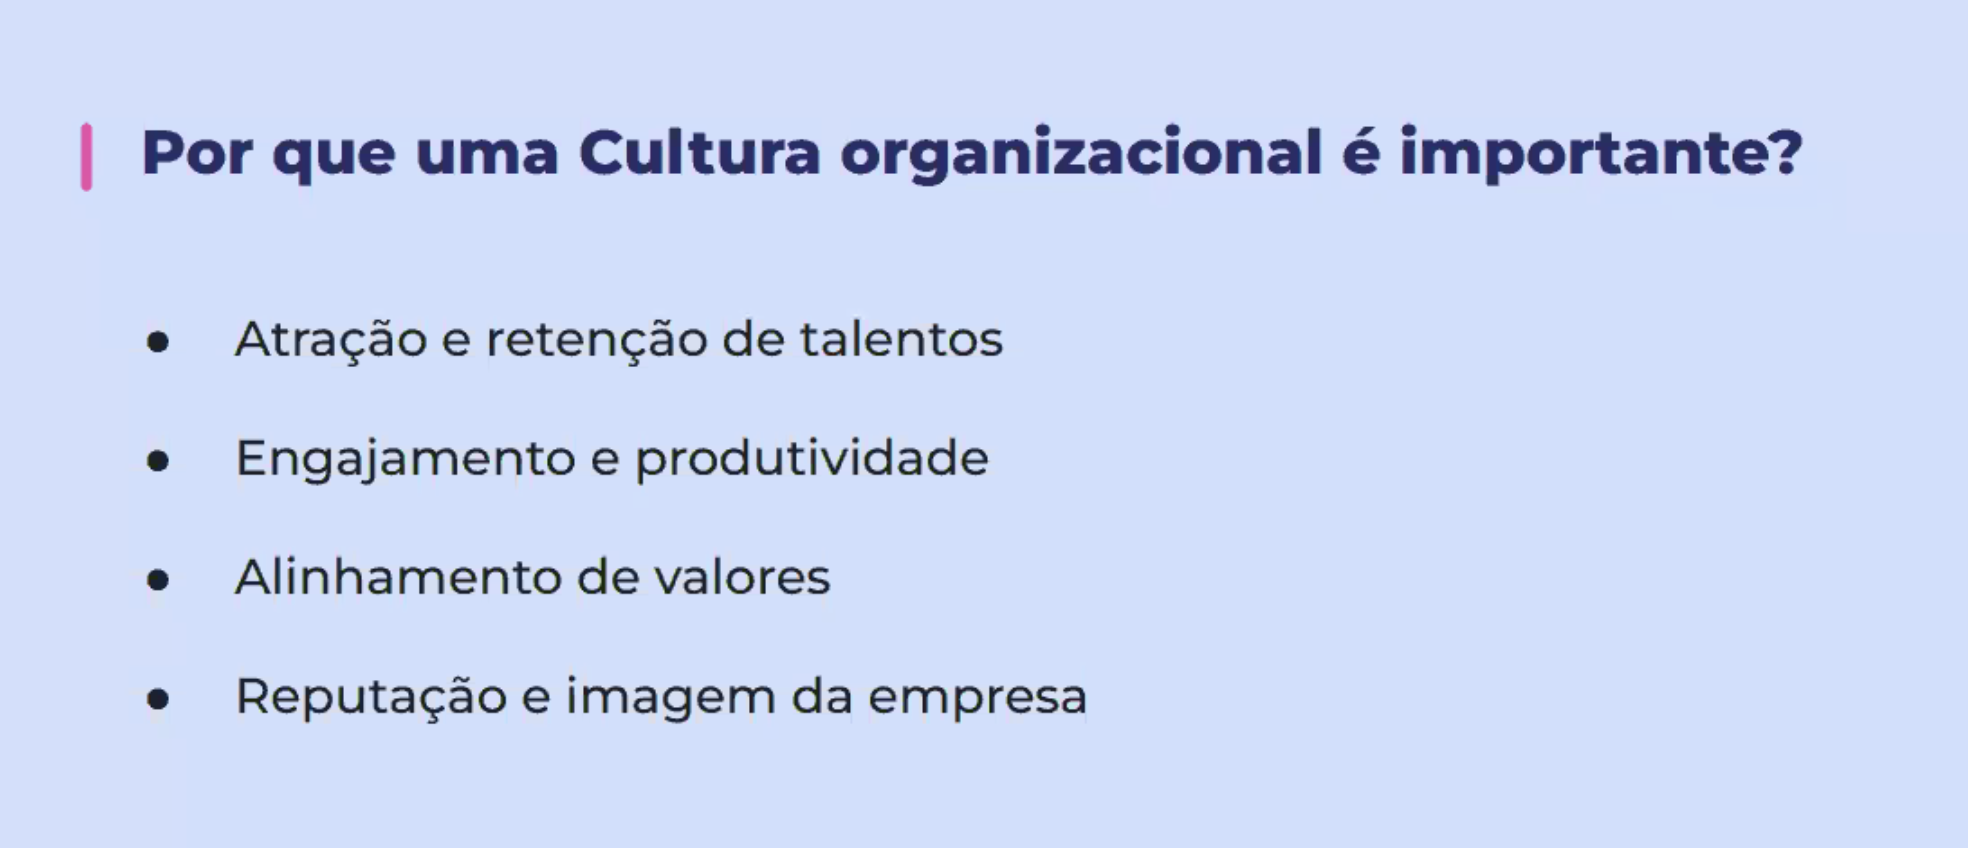 Por que uma Cultura organizacional é importante?
● Atração e retenção de talentos
● Engajamento e produtividade
● Alinhamento de valores
● Reputação e imagem da empresa